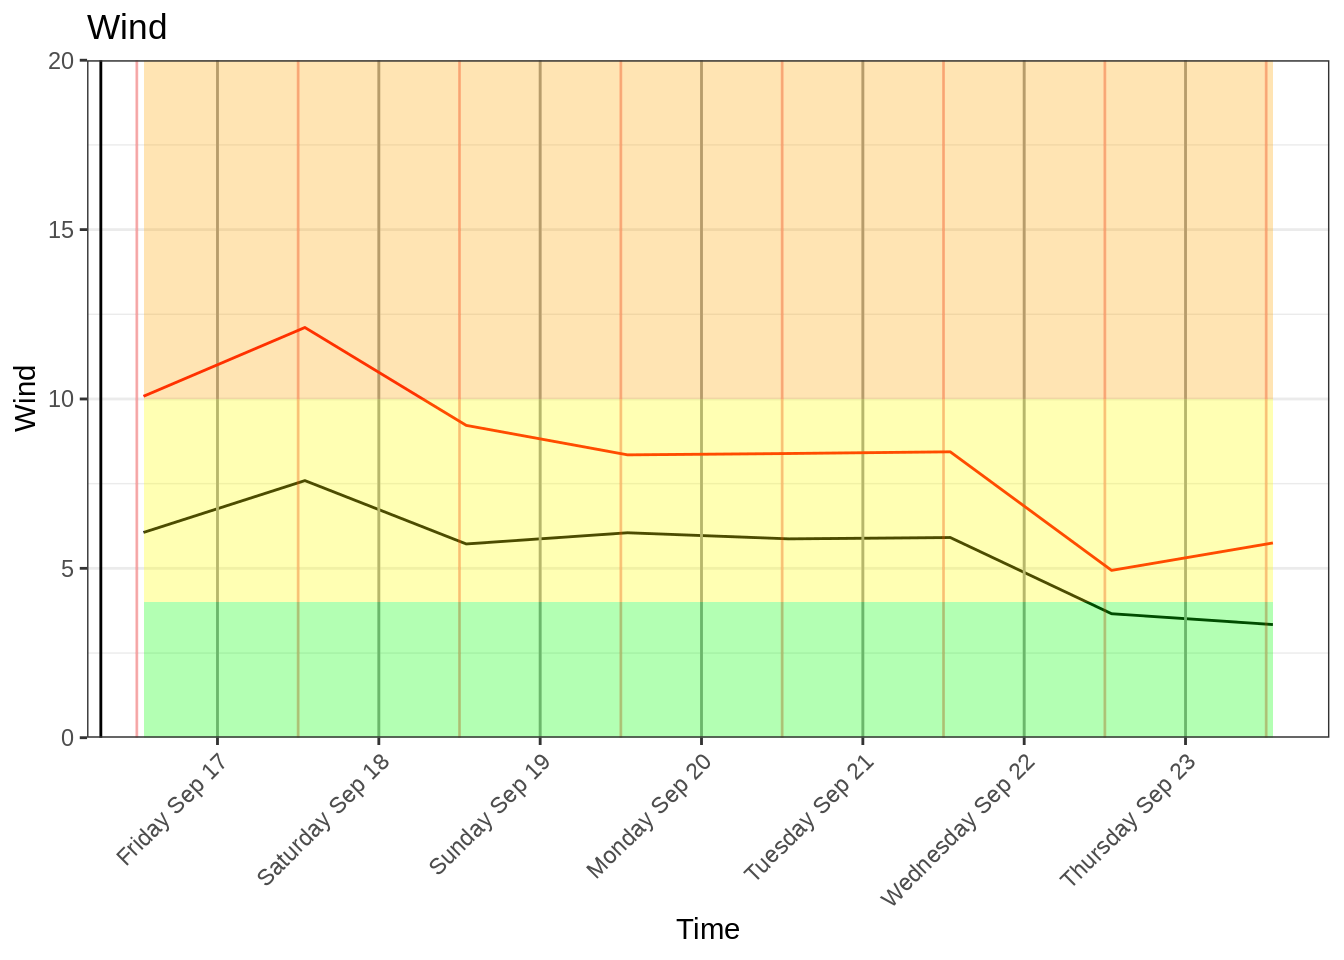 Wind
20
15
10
5
0
Wind
Friday Sep 17
Saturday Sep 18
Sunday Sep 19
Monday Sep 20
Tuesday Sep 21
Wednesday Sep 22
Thursday Sep 23
Time